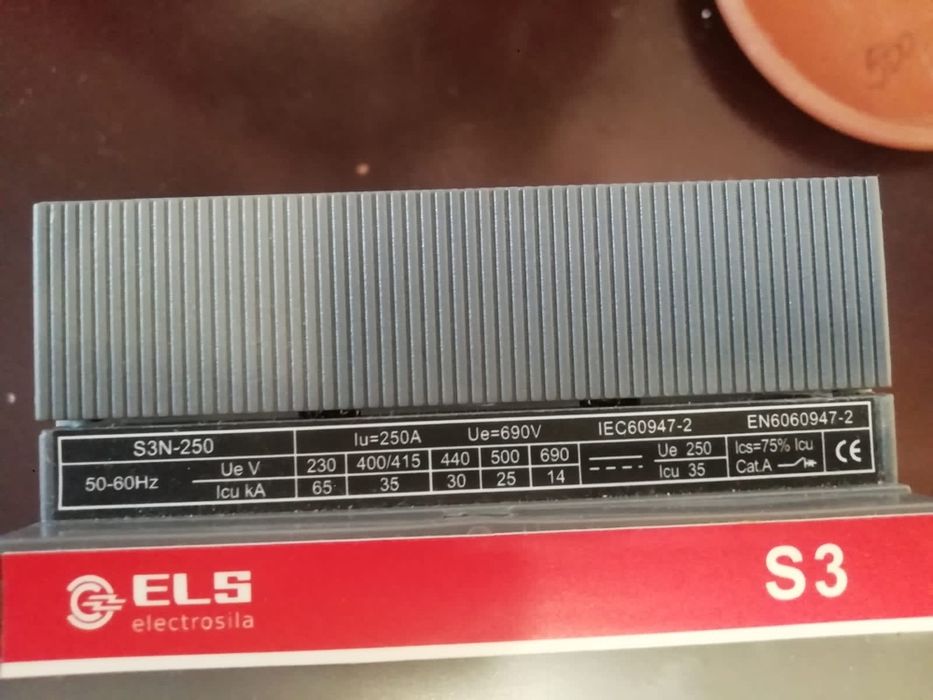 500
S3N-250 Iu=250A Ue=690V IEC60947-2 EN6060947-2
50-60Hz Ue V 230 400/415 440 500 690 Ue 250 Ics=75% Icu CE
Icu kA 65 35 30 25 14 Icu 35 Cat.A
ELS S3
electrosila